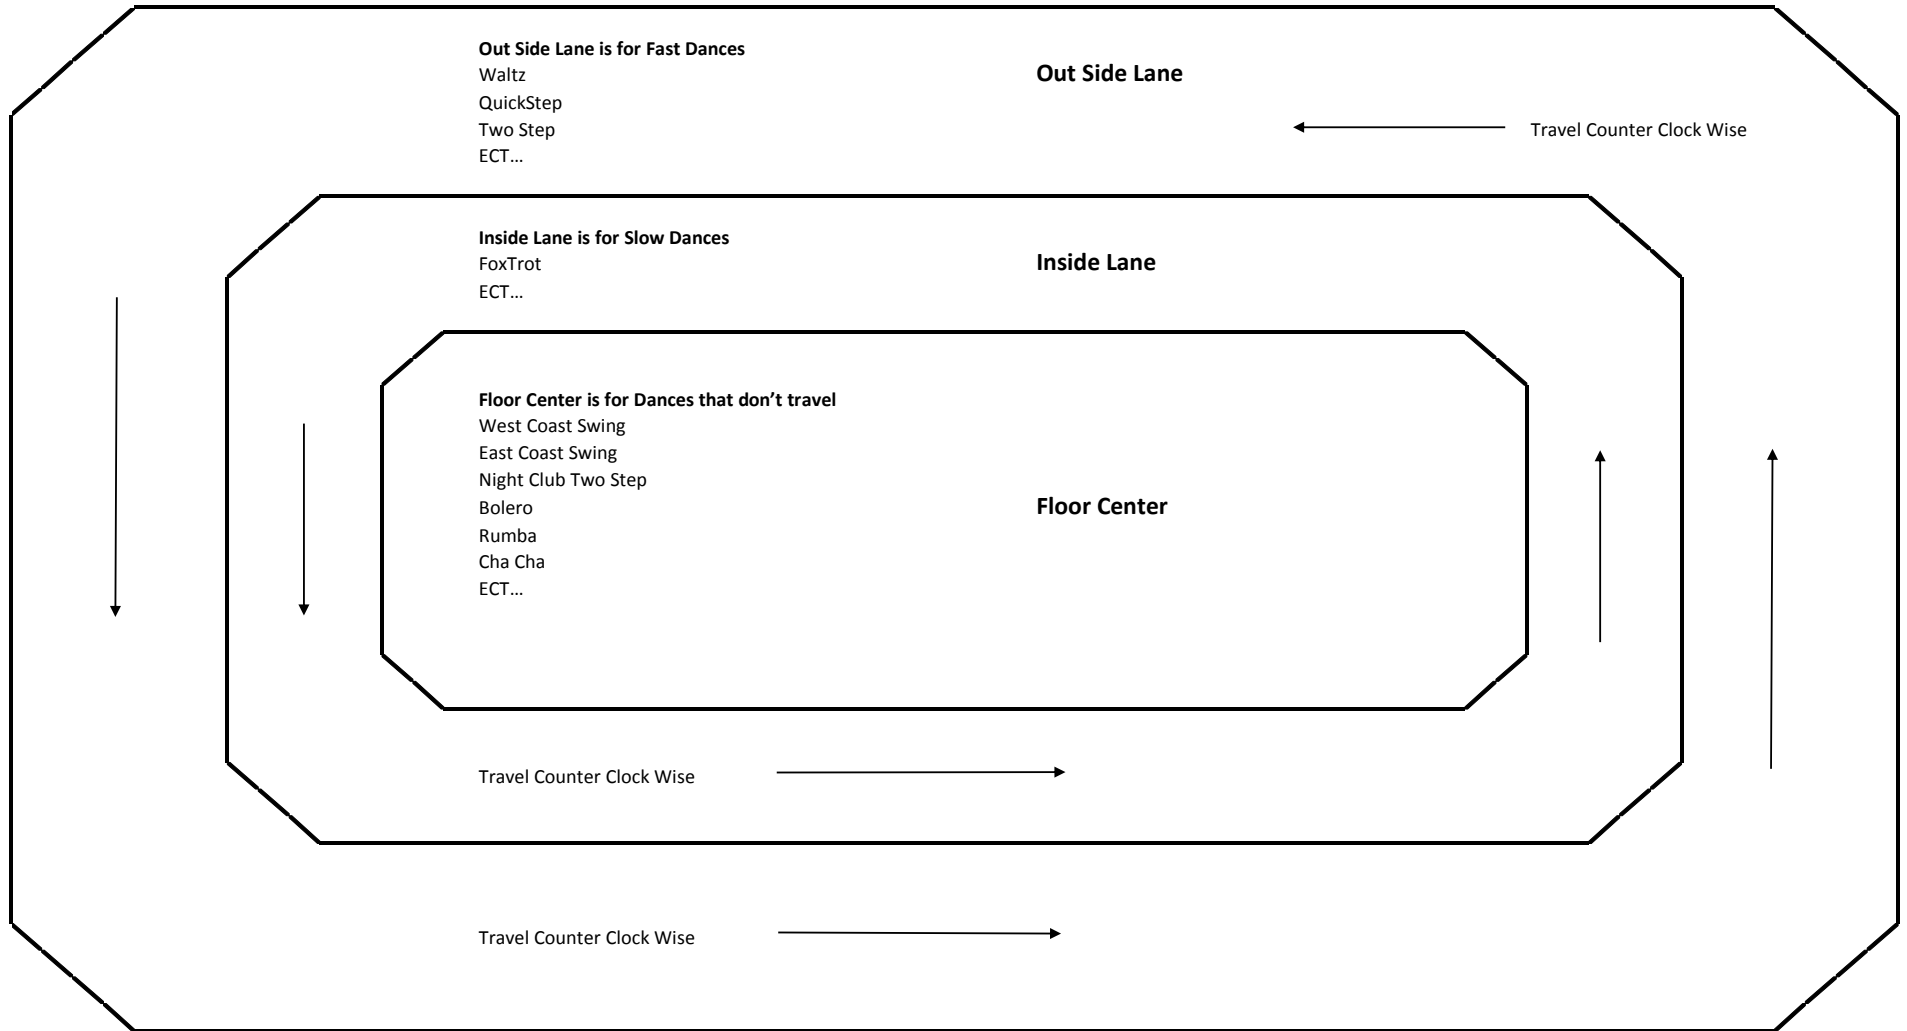 Out Side Lane is for Fast Dances
Waltz
QuickStep
Two Step
ECT...
Out Side Lane
Travel Counter Clock Wise
Inside Lane is for Slow Dances
FoxTrot
ECT...
Inside Lane
Floor Center is for Dances that don’t travel
West Coast Swing
East Coast Swing
Night Club Two Step
Bolero
Rumba
Cha Cha
ECT...
Floor Center
Travel Counter Clock Wise
Travel Counter Clock Wise